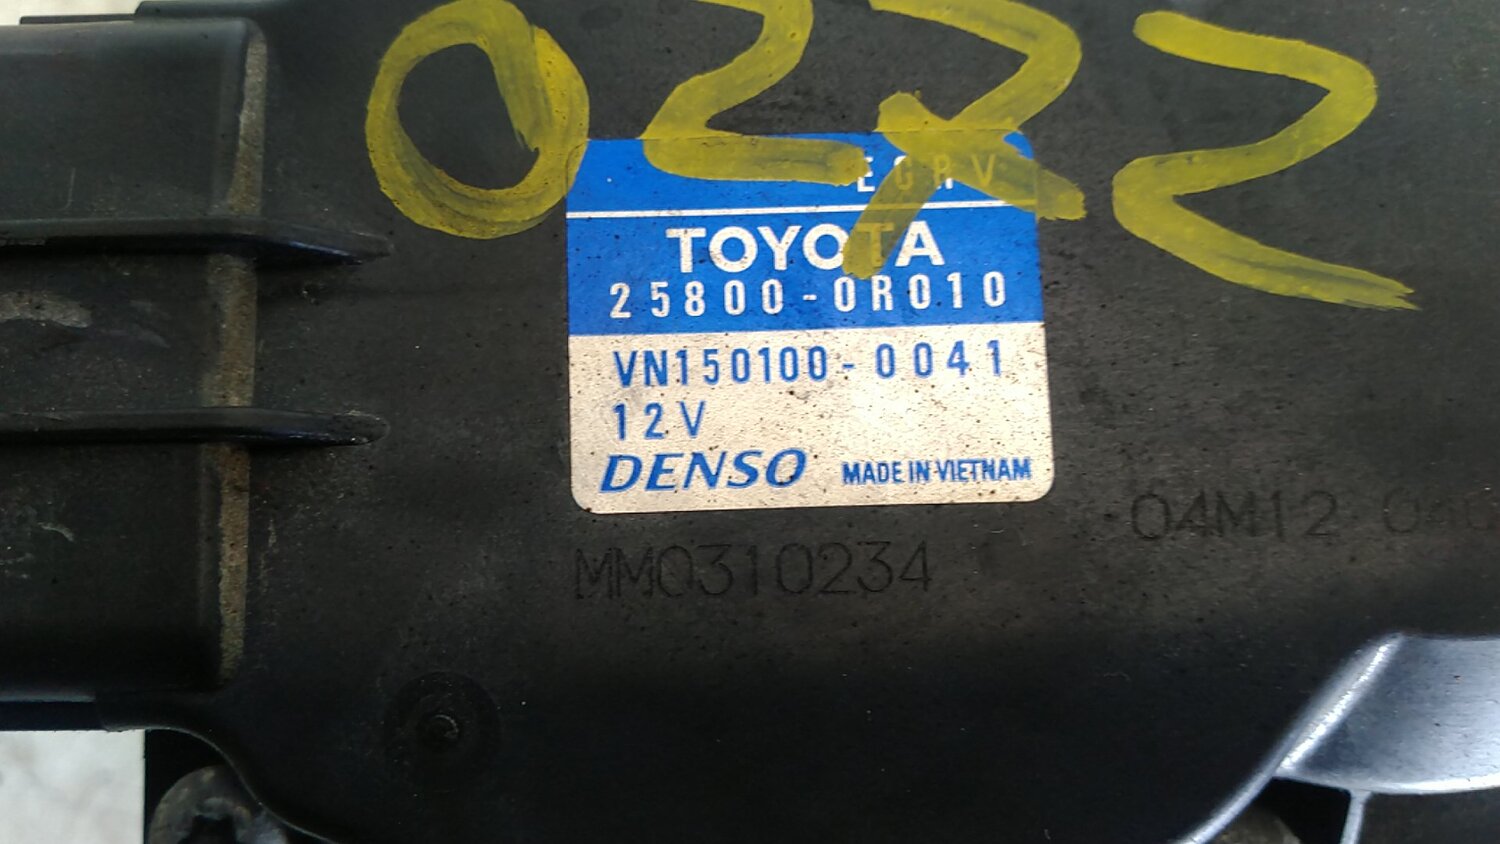 0272
EGRV
TOYOTA
25800-0R010
VN150100-0041
12V
DENSO MADE IN VIETNAM
04M12
MM0310234